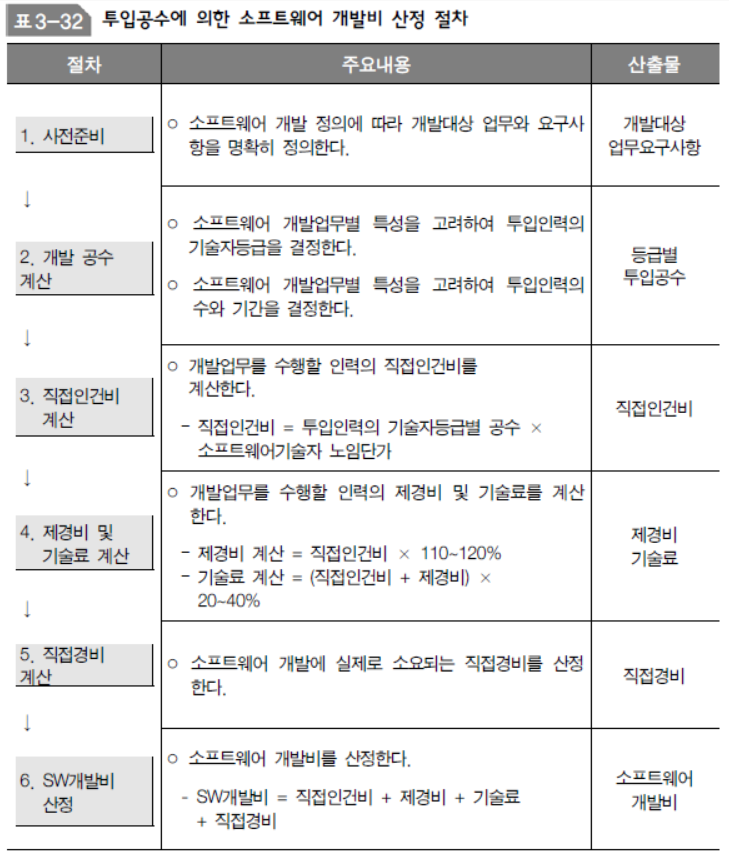 표 3-32 투입공수에 의한 소프트웨어 개발비 산정 절차
절차 주요내용 산출물
1. 사전준비
○ 소프트웨어 개발 정의에 따라 개발대상 업무와 요구사
항을 명확히 정의한다.
개발대상
업무요구사항
↓
2. 개발 공수
계산
○ 소프트웨어 개발업무별 특성을 고려하여 투입인력의
기술자등급을 결정한다.
○ 소프트웨어 개발업무별 특성을 고려하여 투입인력의
수와 기간을 결정한다.
등급별
투입공수
↓
3. 직접인건비
계산
○ 개발업무를 수행할 인력의 직접인건비를
계산한다.
- 직접인건비 = 투입인력의 기술자등급별 공수 ×
소프트웨어기술자 노임단가
직접인건비
↓
4. 제경비 및
기술료 계산
○ 개발업무를 수행할 인력의 제경비 및 기술료를 계산
한다.
- 제경비 계산 = 직접인건비 × 110~120%
- 기술료 계산 = (직접인건비 + 제경비) ×
20~40%
제경비
기술료
↓
5. 직접경비
계산
○ 소프트웨어 개발에 실제로 소요되는 직접경비를 산정
한다.
직접경비
↓
6. SW개발비
산정
○ 소프트웨어 개발비를 산정한다.
- SW개발비 = 직접인건비 + 제경비 + 기술료
+ 직접경비
소프트웨어
개발비